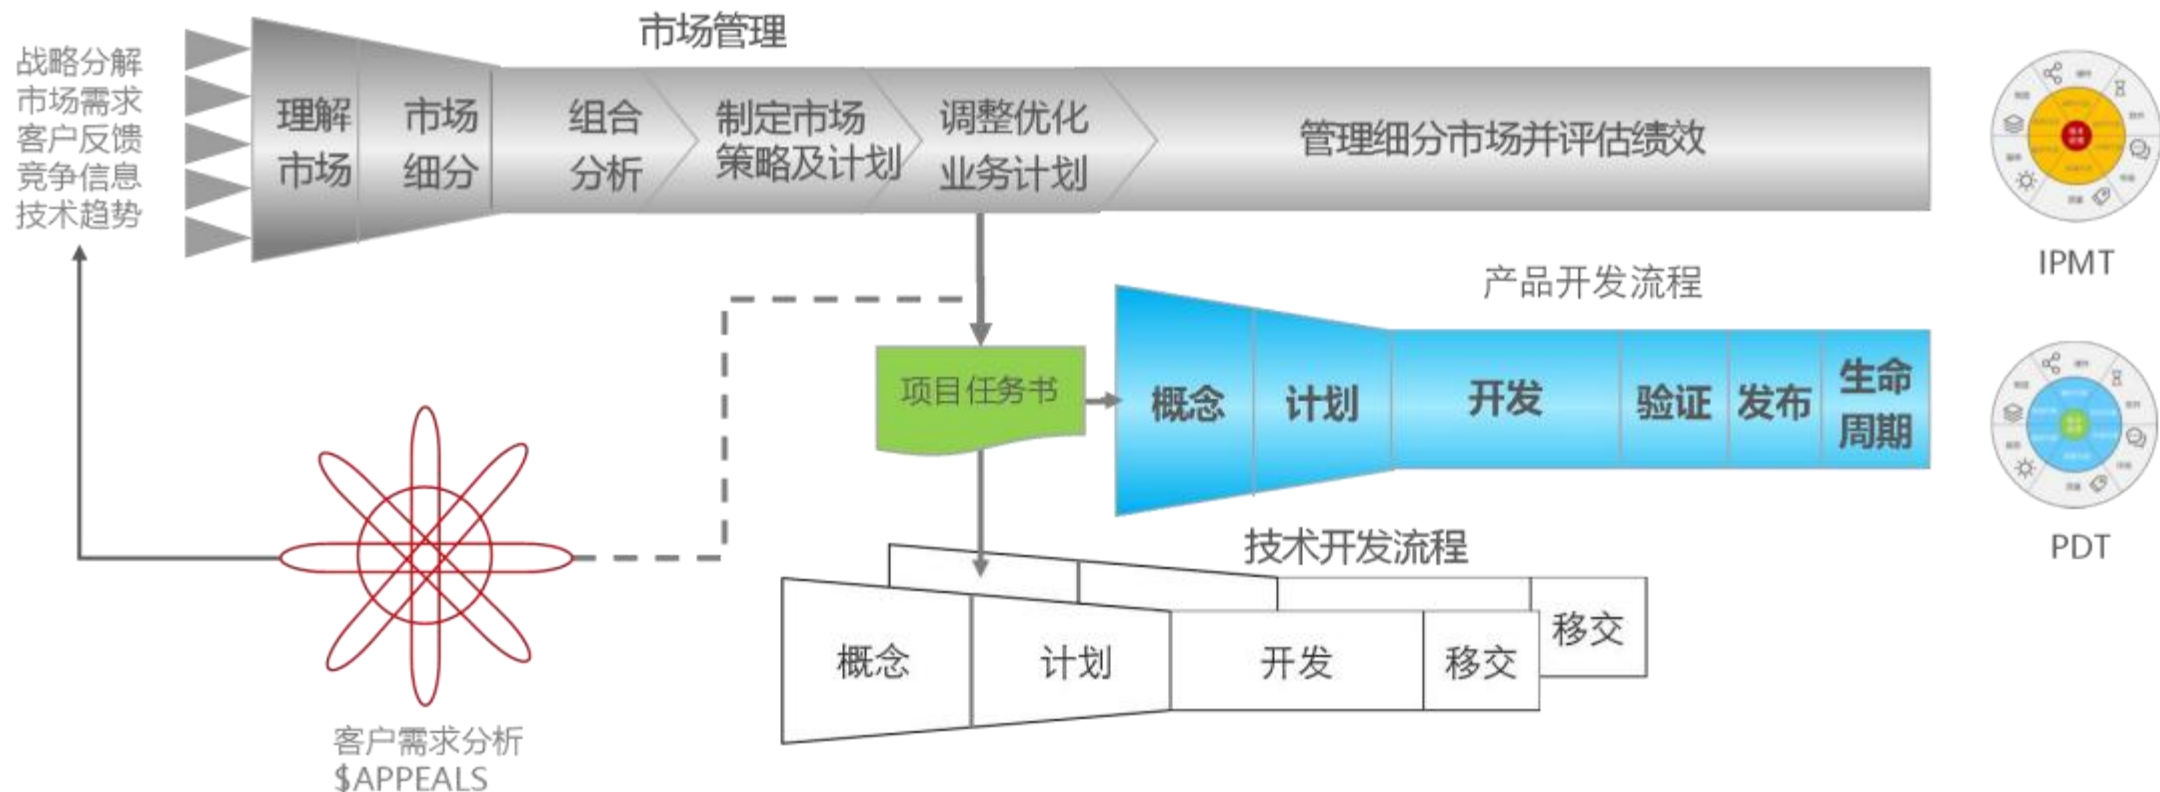 市场管理
战略分解
市场需求
客户反馈
竞争信息
技术趋势
理解
市场
市场
细分
组合
分析
制定市场
策略及计划
调整优化
业务计划
管理细分市场并评估绩效
IPMT
产品开发流程
项目任务书
概念
计划
开发
验证
发布
生命
周期
PDT
技术开发流程
概念
计划
开发
移交
移交
客户需求分析
$APPEALS